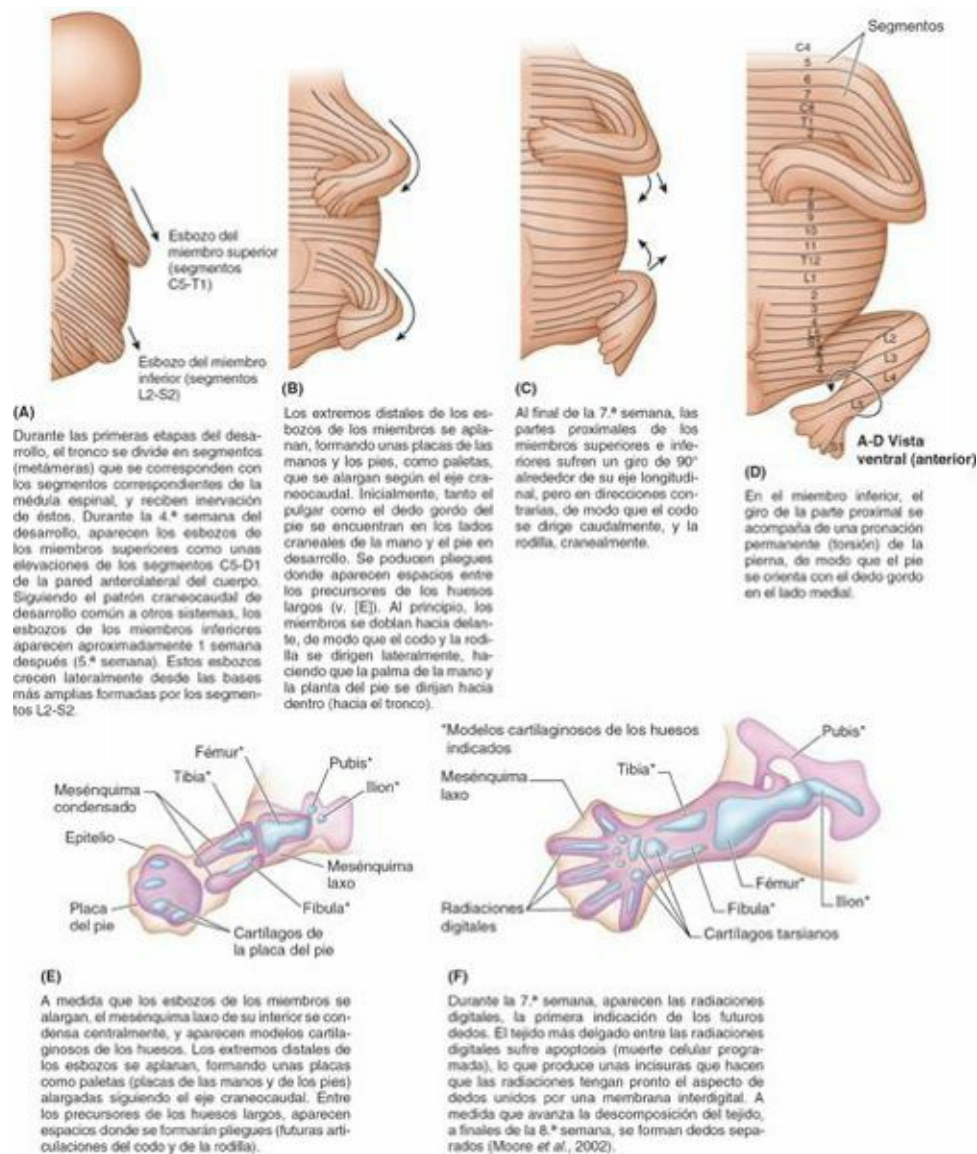 Segmentos
C4
5
6
7
C8
T1
2
7
8
9
10
11
T12
L1
2
3
4
L2
L3
L4
L5
S1
Esbozo del
miembro superior
(segmentos
C5-T1)
Esbozo del miembro
inferior (segmentos
L2-S2)
(A)
Durante las primeras etapas del desa-
rrollo, el tronco se divide en segmentos
(metámeras) que se corresponden con
los segmentos correspondientes de la
médula espinal, y reciben inervación
de éstos. Durante la 4.ª semana del
desarrollo, aparecen los esbozos de
los miembros superiores como unas
elevaciones de los segmentos C5-D1
de la pared anterolateral del cuerpo.
Siguiendo el patrón craneocaudal de
desarrollo común a otros sistemas, los
esbozos de los miembros inferiores
aparecen aproximadamente 1 semana
después (5.ª semana). Estos esbozos
crecen lateralmente desde las bases
más amplias formadas por los segmen-
tos L2-S2.
(B)
Los extremos distales de los es-
bozos de los miembros se apla-
nan, formando unas placas de las
manos y los pies, como paletas,
que se alargan según el eje cra-
neocaudal. Inicialmente, tanto el
pulgar como el dedo gordo del
pie se encuentran en los lados
craneales de la mano y el pie en
desarrollo. Se producen pliegues
donde aparecen espacios entre
los precursores de los huesos
largos (v. [E]). Al principio, los
miembros se doblan hacia delan-
te, de modo que el codo y la rodi-
lla se dirigen lateralmente, ha-
ciendo que la palma de la mano y
la planta del pie se dirijan hacia
dentro (hacia el tronco).
(C)
Al final de la 7.ª semana, las
partes proximales de los
miembros superiores e infe-
riores sufren un giro de 90°
alrededor de su eje longitudi-
nal, pero en direcciones con-
trarias, de modo que el codo
se dirige caudalmente, y la
rodilla, cranealmente.
A-D Vista
ventral (anterior)
(D)
En el miembro inferior, el
giro de la parte proximal se
acompaña de una pronación
permanente (torsión) de la
pierna, de modo que el pie
se orienta con el dedo gordo
en el lado medial.
Fémur*
Tibia*
Pubis*
Ilion*
Mesénquima
condensado
Epitelio
Mesénquima
laxo
Placa
del pie
Fíbula*
Cartílagos de
la placa del pie
(E)
A medida que los esbozos de los miembros se
alargan, el mesénquima laxo de su interior se con-
densa centralmente, y aparecen modelos cartila-
ginosos de los huesos. Los extremos distales de
los esbozos se aplanan, formando unas placas
como paletas (placas de las manos y de los pies)
alargadas siguiendo el eje craneocaudal. Entre
los precursores de los huesos largos, aparecen
espacios donde se formarán pliegues (futuras arti-
culaciones del codo y de la rodilla).
*Modelos cartilaginosos de los huesos
indicados
Pubis*
Mesénquima
laxo
Tibia*
Radiaciones
digitales
Fémur*
Fíbula*
Ilion*
Cartílagos tarsianos
(F)
Durante la 7.ª semana, aparecen las radiaciones
digitales, la primera indicación de los futuros
dedos. El tejido más delgado entre las radiaciones
digitales sufre apoptosis (muerte celular progra-
mada), lo que produce unas incisuras que hacen
que las radiaciones tengan pronto el aspecto de
dedos unidos por una membrana interdigital. A
medida que avanza la descomposición del tejido,
a finales de la 8.ª semana, se forman dedos sepa-
rados (Moore et al., 2002).